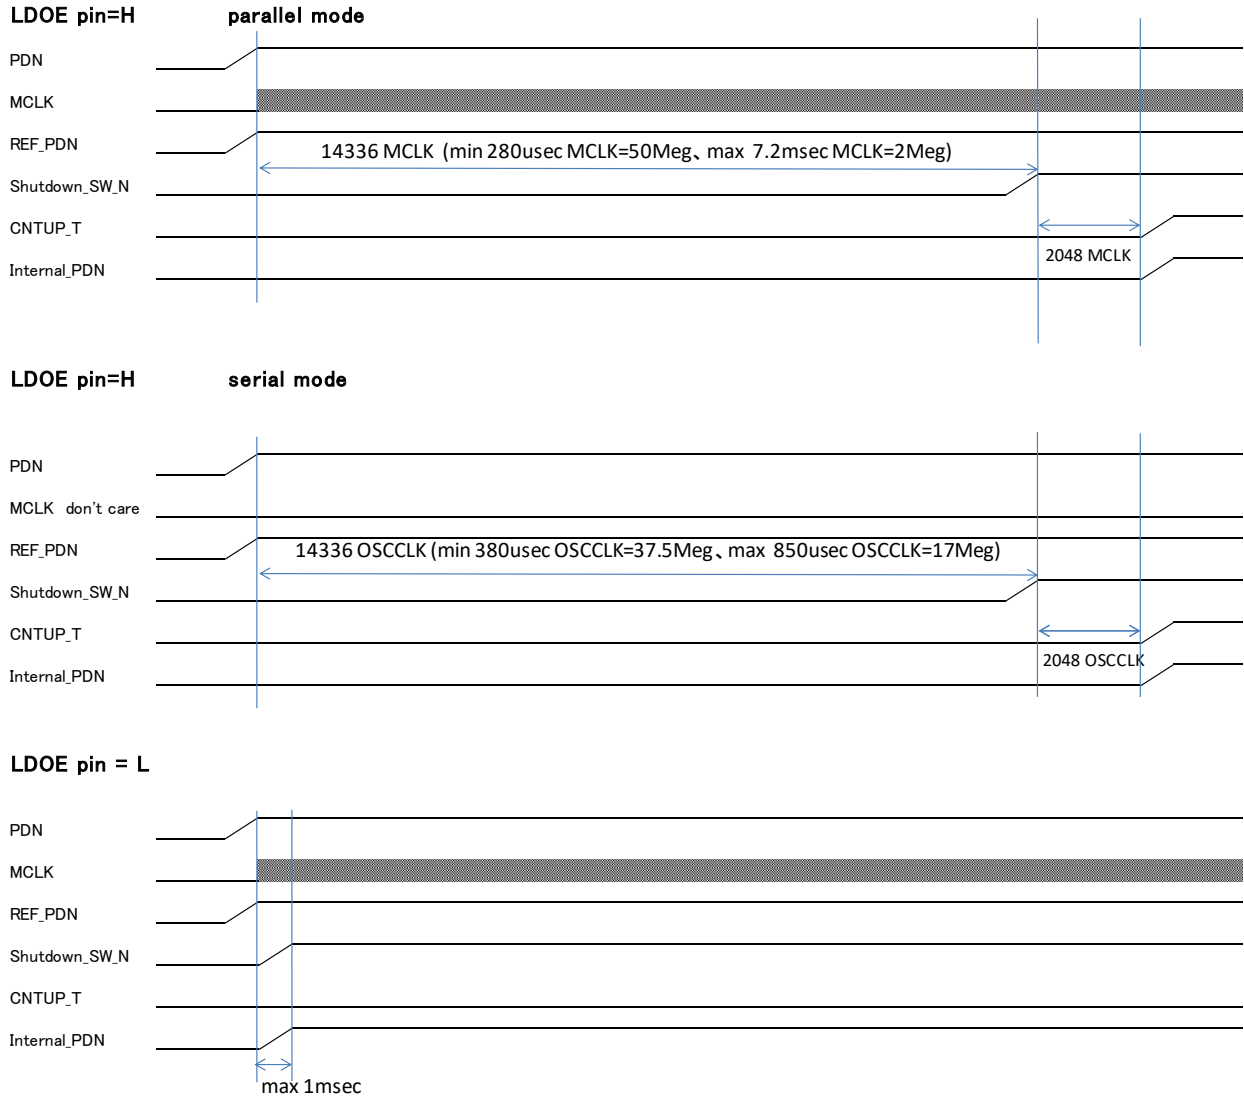 LDOE pin=H parallel mode
PDN
MCLK
REF_PDN
14336 MCLK (min 280usec MCLK=50Meg、max 7.2msec MCLK=2Meg)
Shutdown_SW_N
CNTUP_T
2048 MCLK
Internal_PDN
LDOE pin=H serial mode
PDN
MCLK don't care
REF_PDN
14336 OSCCLK (min 380usec OSCCLK=37.5Meg、max 850usec OSCCLK=17Meg)
Shutdown_SW_N
CNTUP_T
2048 OSCCLK
Internal_PDN
LDOE pin = L
PDN
MCLK
REF_PDN
Shutdown_SW_N
CNTUP_T
Internal_PDN
max 1msec